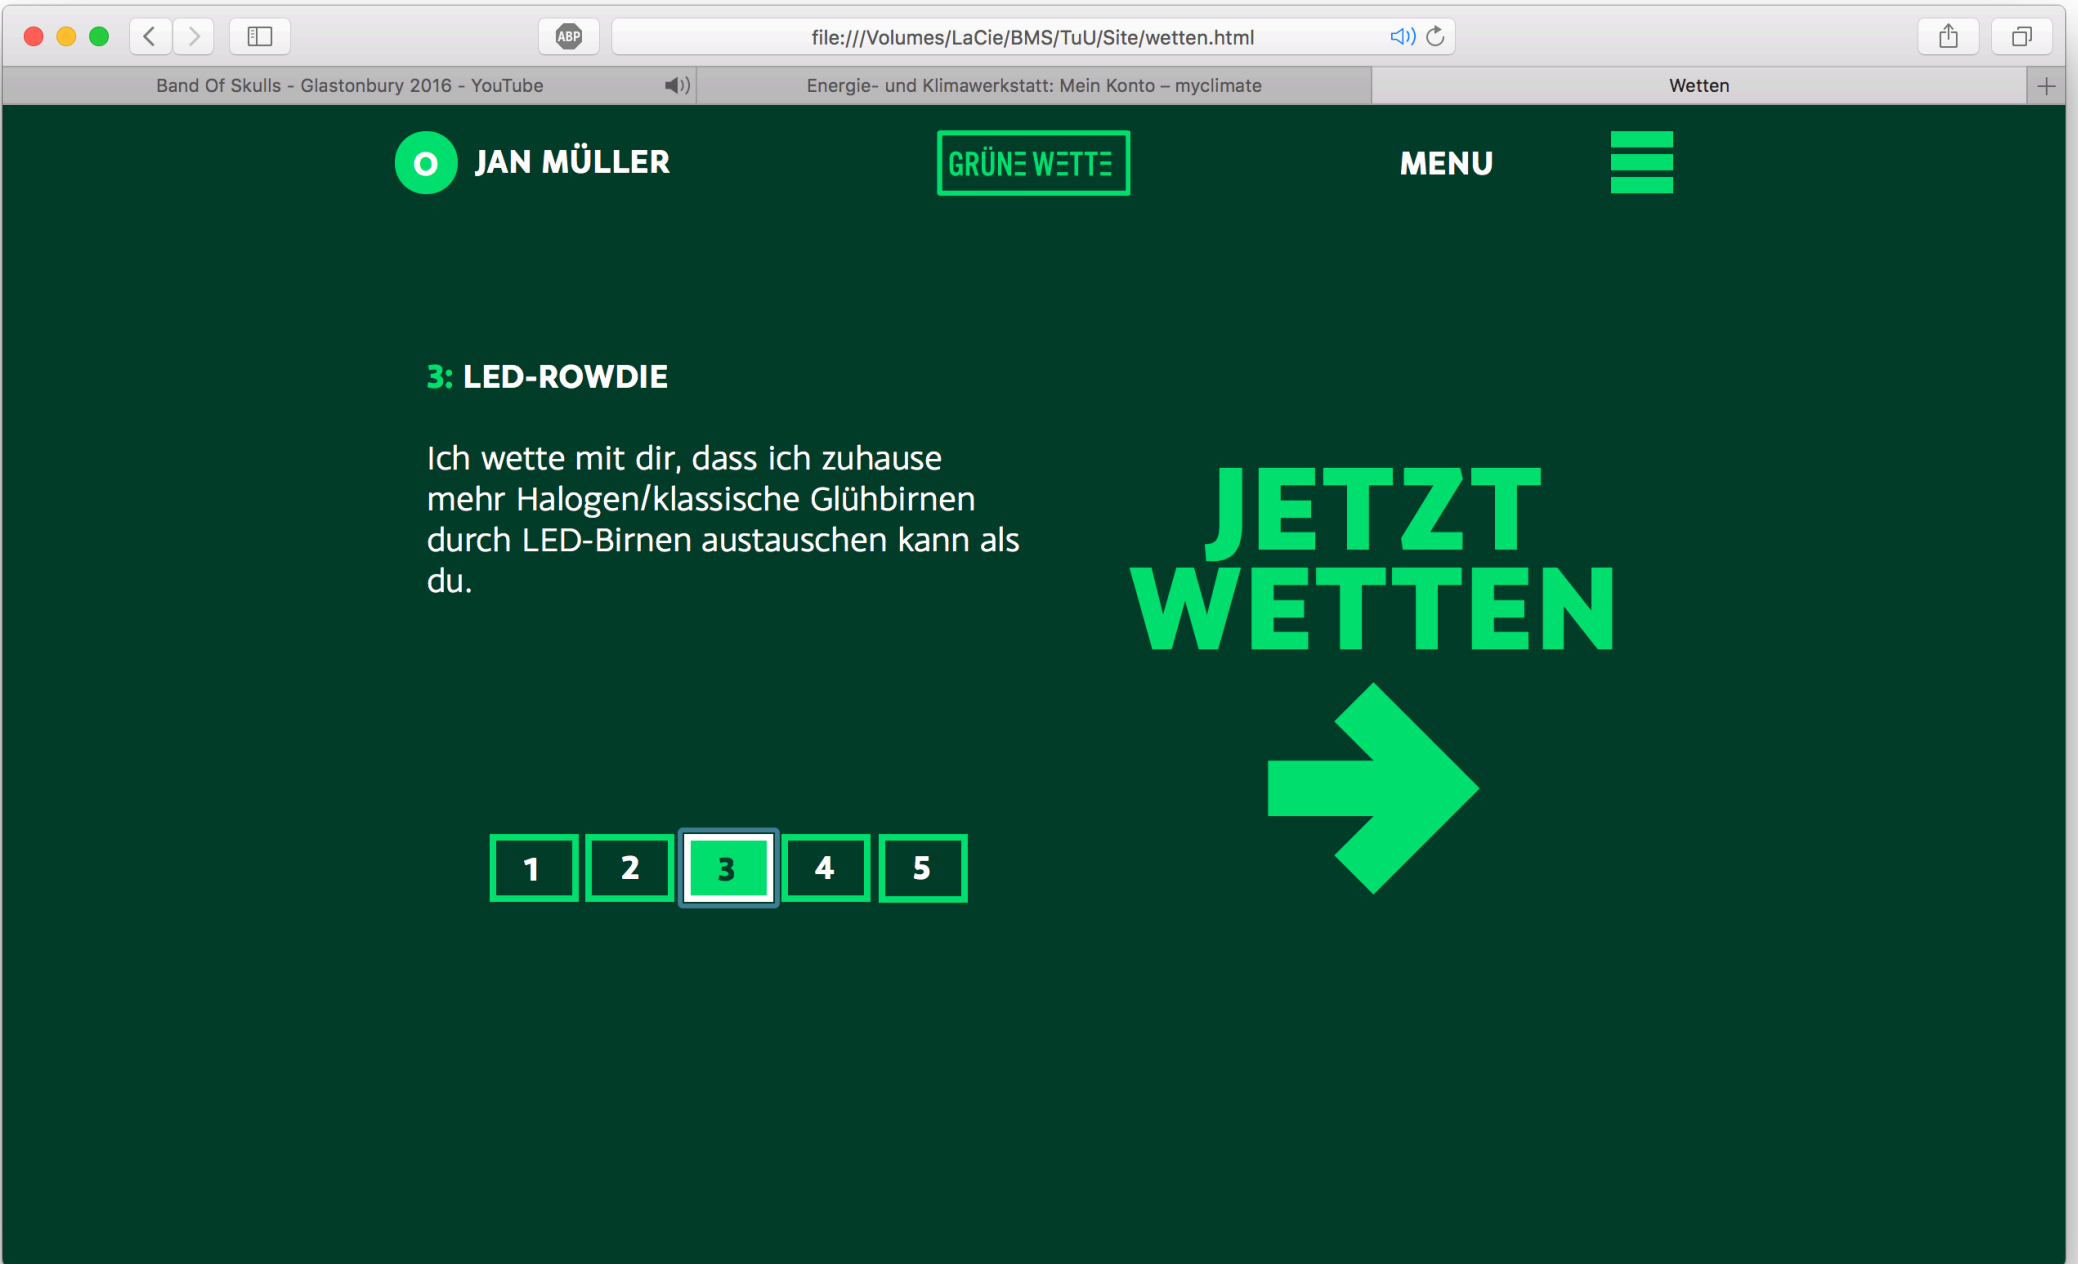 ABP
file:///Volumes/LaCie/BMS/TuU/Site/wetten.html
Band Of Skulls - Glastonbury 2016 - YouTube
Energie- und Klimawerkstatt: Mein Konto – myclimate
Wetten
O JAN MÜLLER
GRÜNE WETTE
MENU
3: LED-ROWDIE
Ich wette mit dir, dass ich zuhause
mehr Halogen/klassische Glühbirnen
durch LED-Birnen austauschen kann als
du.
JETZT
WETTEN
1 2 3 4 5